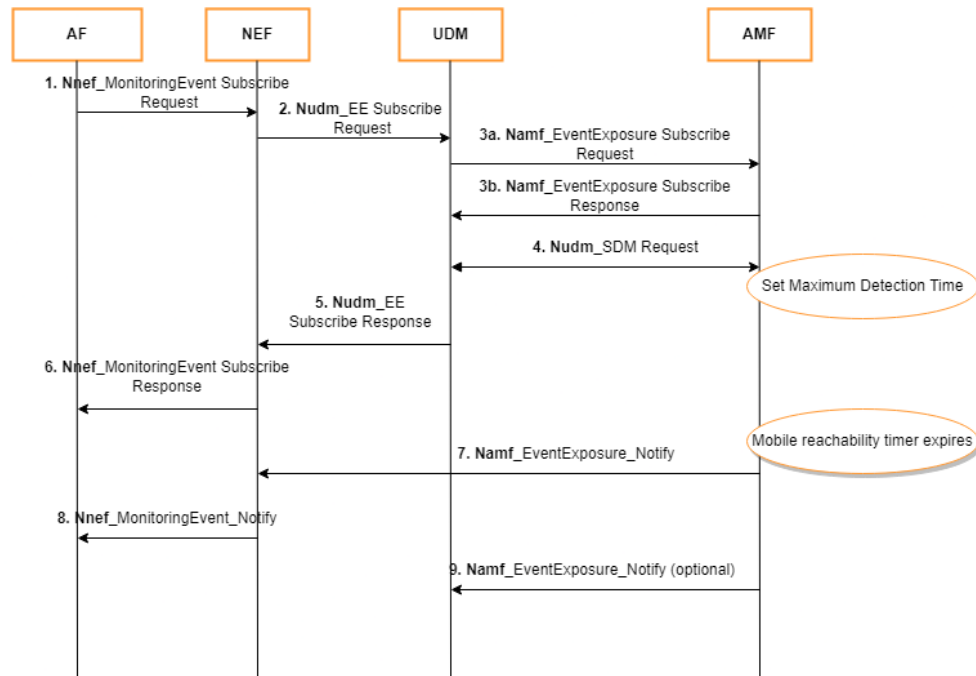 AF
NEF
UDM
AMF
1. Nnef_MonitoringEvent Subscribe
Request
2. Nudm_EE Subscribe
Request
3a. Namf_EventExposure Subscribe
Request
3b. Namf_EventExposure Subscribe
Response
4. Nudm_SDM Request
Set Maximum Detection Time
5. Nudm_EE
Subscribe Response
6. Nnef_MonitoringEvent Subscribe
Response
Mobile reachability timer expires
7. Namf_EventExposure_Notify
8. Nnef_MonitoringEvent_Notify
9. Namf_EventExposure_Notify (optional)